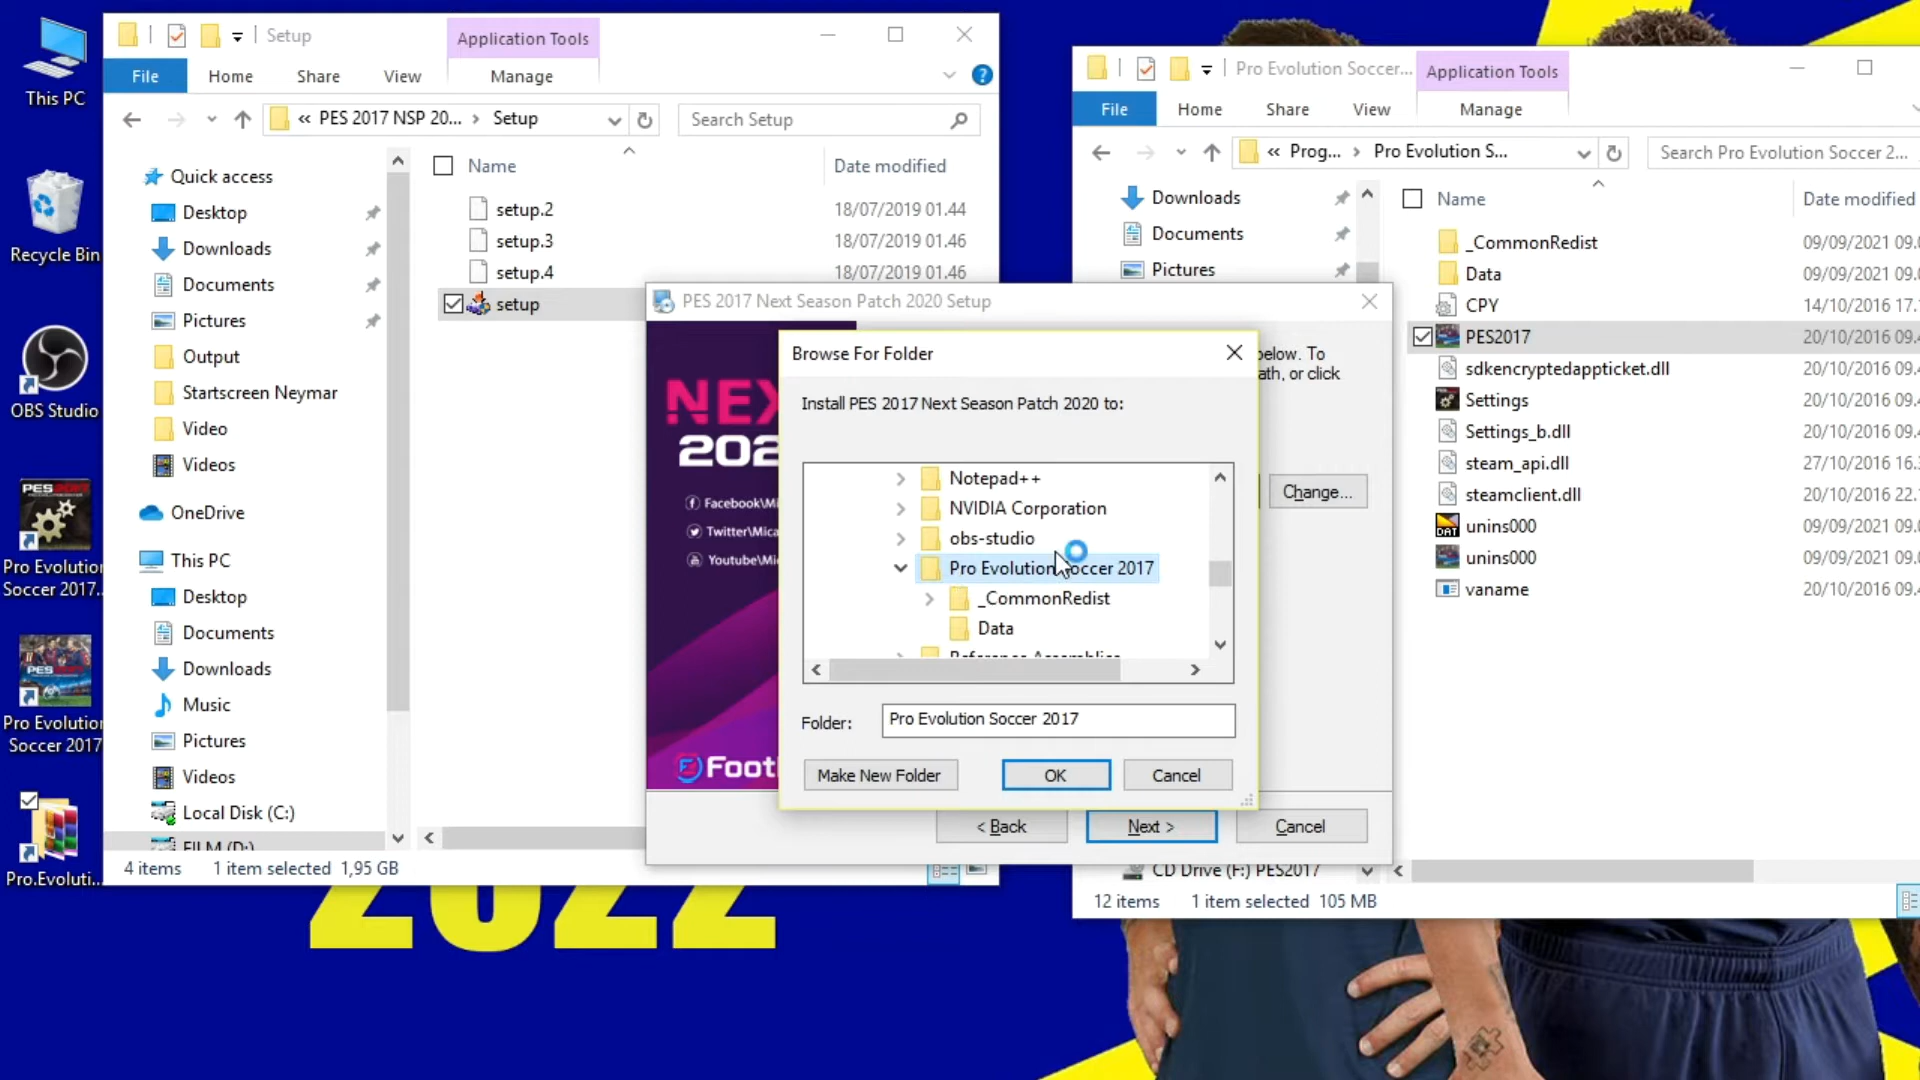 This PC
Recycle Bin
OBS Studio
Pro Evolution
Soccer 2017...
Pro Evolution
Soccer 2017
Pro.Evoluti...
Setup
Application Tools
File
Home
Share
View
Manage
« PES 2017 NSP 20... > Setup
Search Setup
Quick access
Desktop
Downloads
Documents
Pictures
Output
Startscreen Neymar
Video
Videos
OneDrive
This PC
Desktop
Documents
Downloads
Music
Pictures
Videos
Local Disk (C:)
FILM (D:)
Name
Date modified
setup.2
18/07/2019 01.44
setup.3
18/07/2019 01.46
setup.4
18/07/2019 01.46
setup
4 items
1 item selected 1,95 GB
Pro Evolution Soccer...
Application Tools
File
Home
Share
View
Manage
« Prog... > Pro Evolution S...
Search Pro Evolution Soccer 2...
Downloads
Documents
Pictures
CD Drive (F:) PES2017
Name
Date modified
_CommonRedist
09/09/2021 09.0
Data
09/09/2021 09.0
CPY
14/10/2016 17.
PES2017
20/10/2016 09.4
sdkencryptedappticket.dll
20/10/2016 09.4
Settings
20/10/2016 09.4
Settings_b.dll
20/10/2016 09.4
steam_api.dll
27/10/2016 16.3
steamclient.dll
20/10/2016 22.
unins000
09/09/2021 09.0
unins000
09/09/2021 09.0
vaname
20/10/2016 09.4
12 items
1 item selected 105 MB
PES 2017 Next Season Patch 2020 Setup
below. To
ath, or click
Change...
Facebook\Mi
Twitter\Mica
Youtube\Mi
Foot
< Back
Next >
Cancel
Browse For Folder
Install PES 2017 Next Season Patch 2020 to:
Notepad++
NVIDIA Corporation
obs-studio
Pro Evolution Soccer 2017
_CommonRedist
Data
Reference Assemblies
Folder:
Pro Evolution Soccer 2017
Make New Folder
OK
Cancel
2022